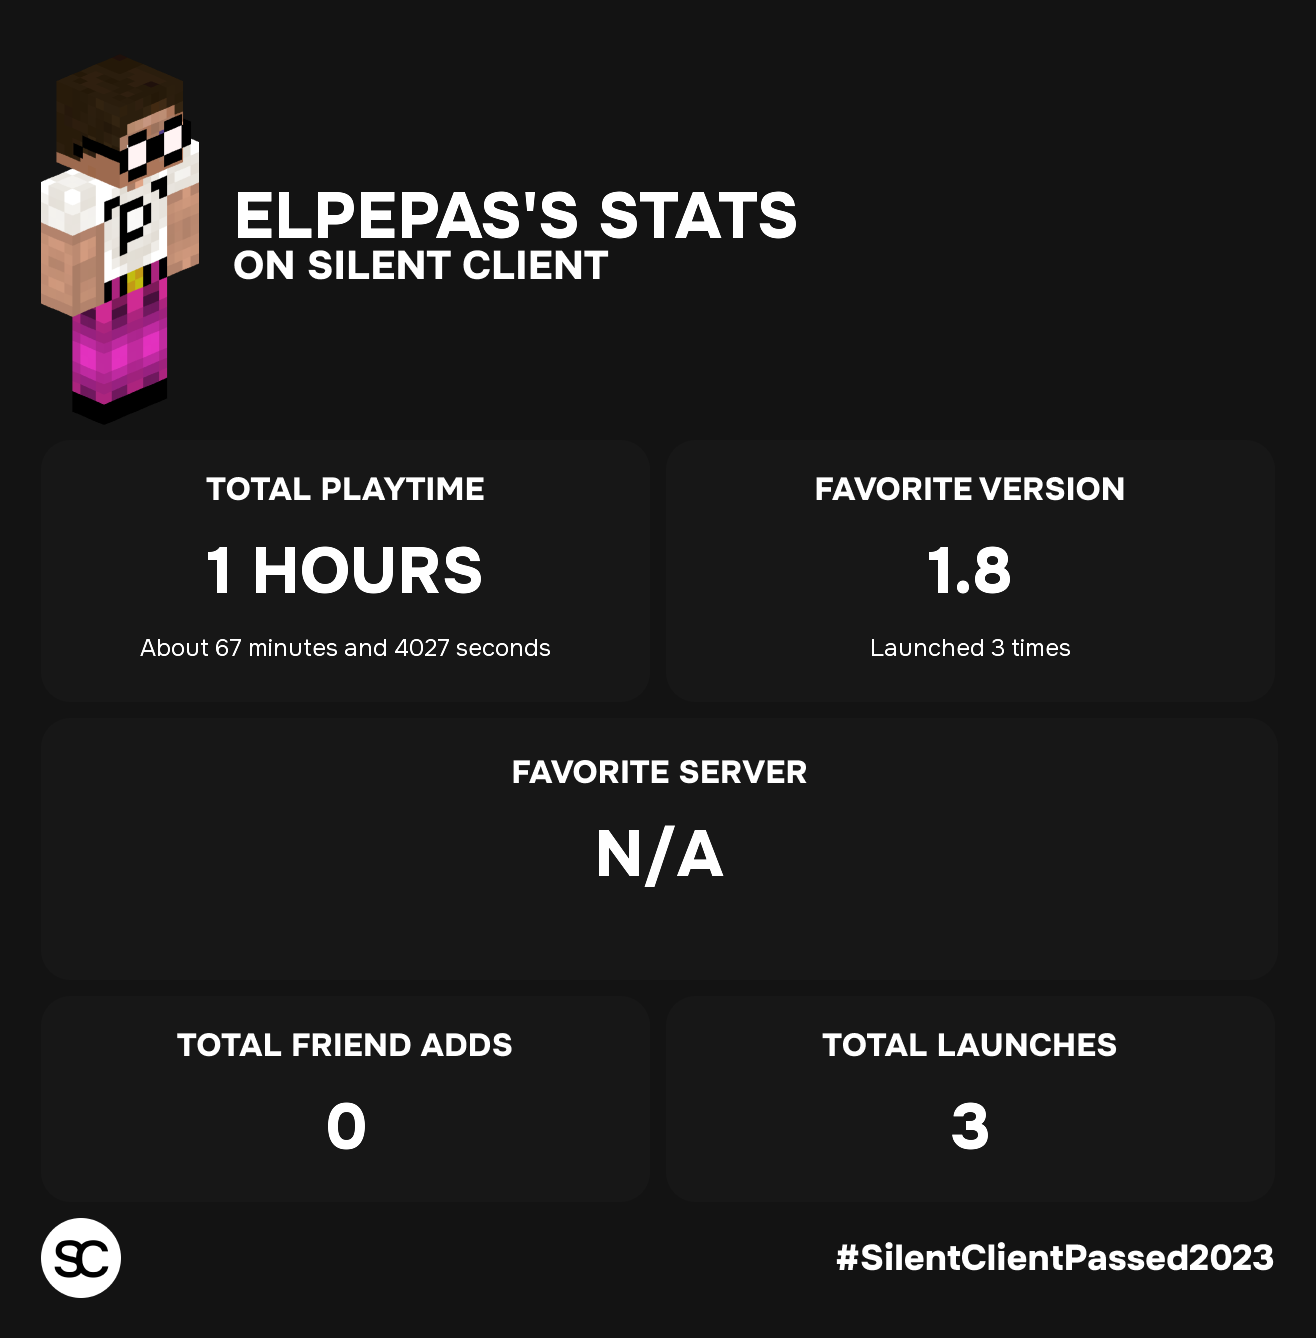 ELPEPAS'S STATS
ON SILENT CLIENT
P
TOTAL PLAYTIME
1 HOURS
About 67 minutes and 4027 seconds
FAVORITE VERSION
1.8
Launched 3 times
FAVORITE SERVER
N/A
TOTAL FRIEND ADDS
0
TOTAL LAUNCHES
3
SC
#SilentClientPassed2023